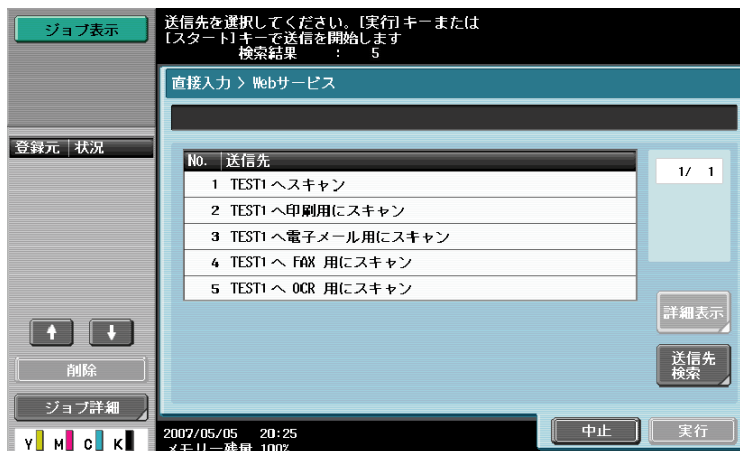 ジョブ表示
送信先を選択してください。[実行] キーまたは
[スタート] キーで送信を開始します
検索結果 : 5
直接入力 > Webサービス
登録元 状況
No. 送信先
1/ 1
1 TEST1 へスキャン
2 TEST1 へ印刷用にスキャン
3 TEST1 へ電子メール用にスキャン
4 TEST1 へ FAX 用にスキャン
5 TEST1 へ OCR 用にスキャン
詳細表示
送信先
検索
削除
ジョブ詳細
Y M C K
2007/05/05 20:25
メモリー残量 100%
中止
実行